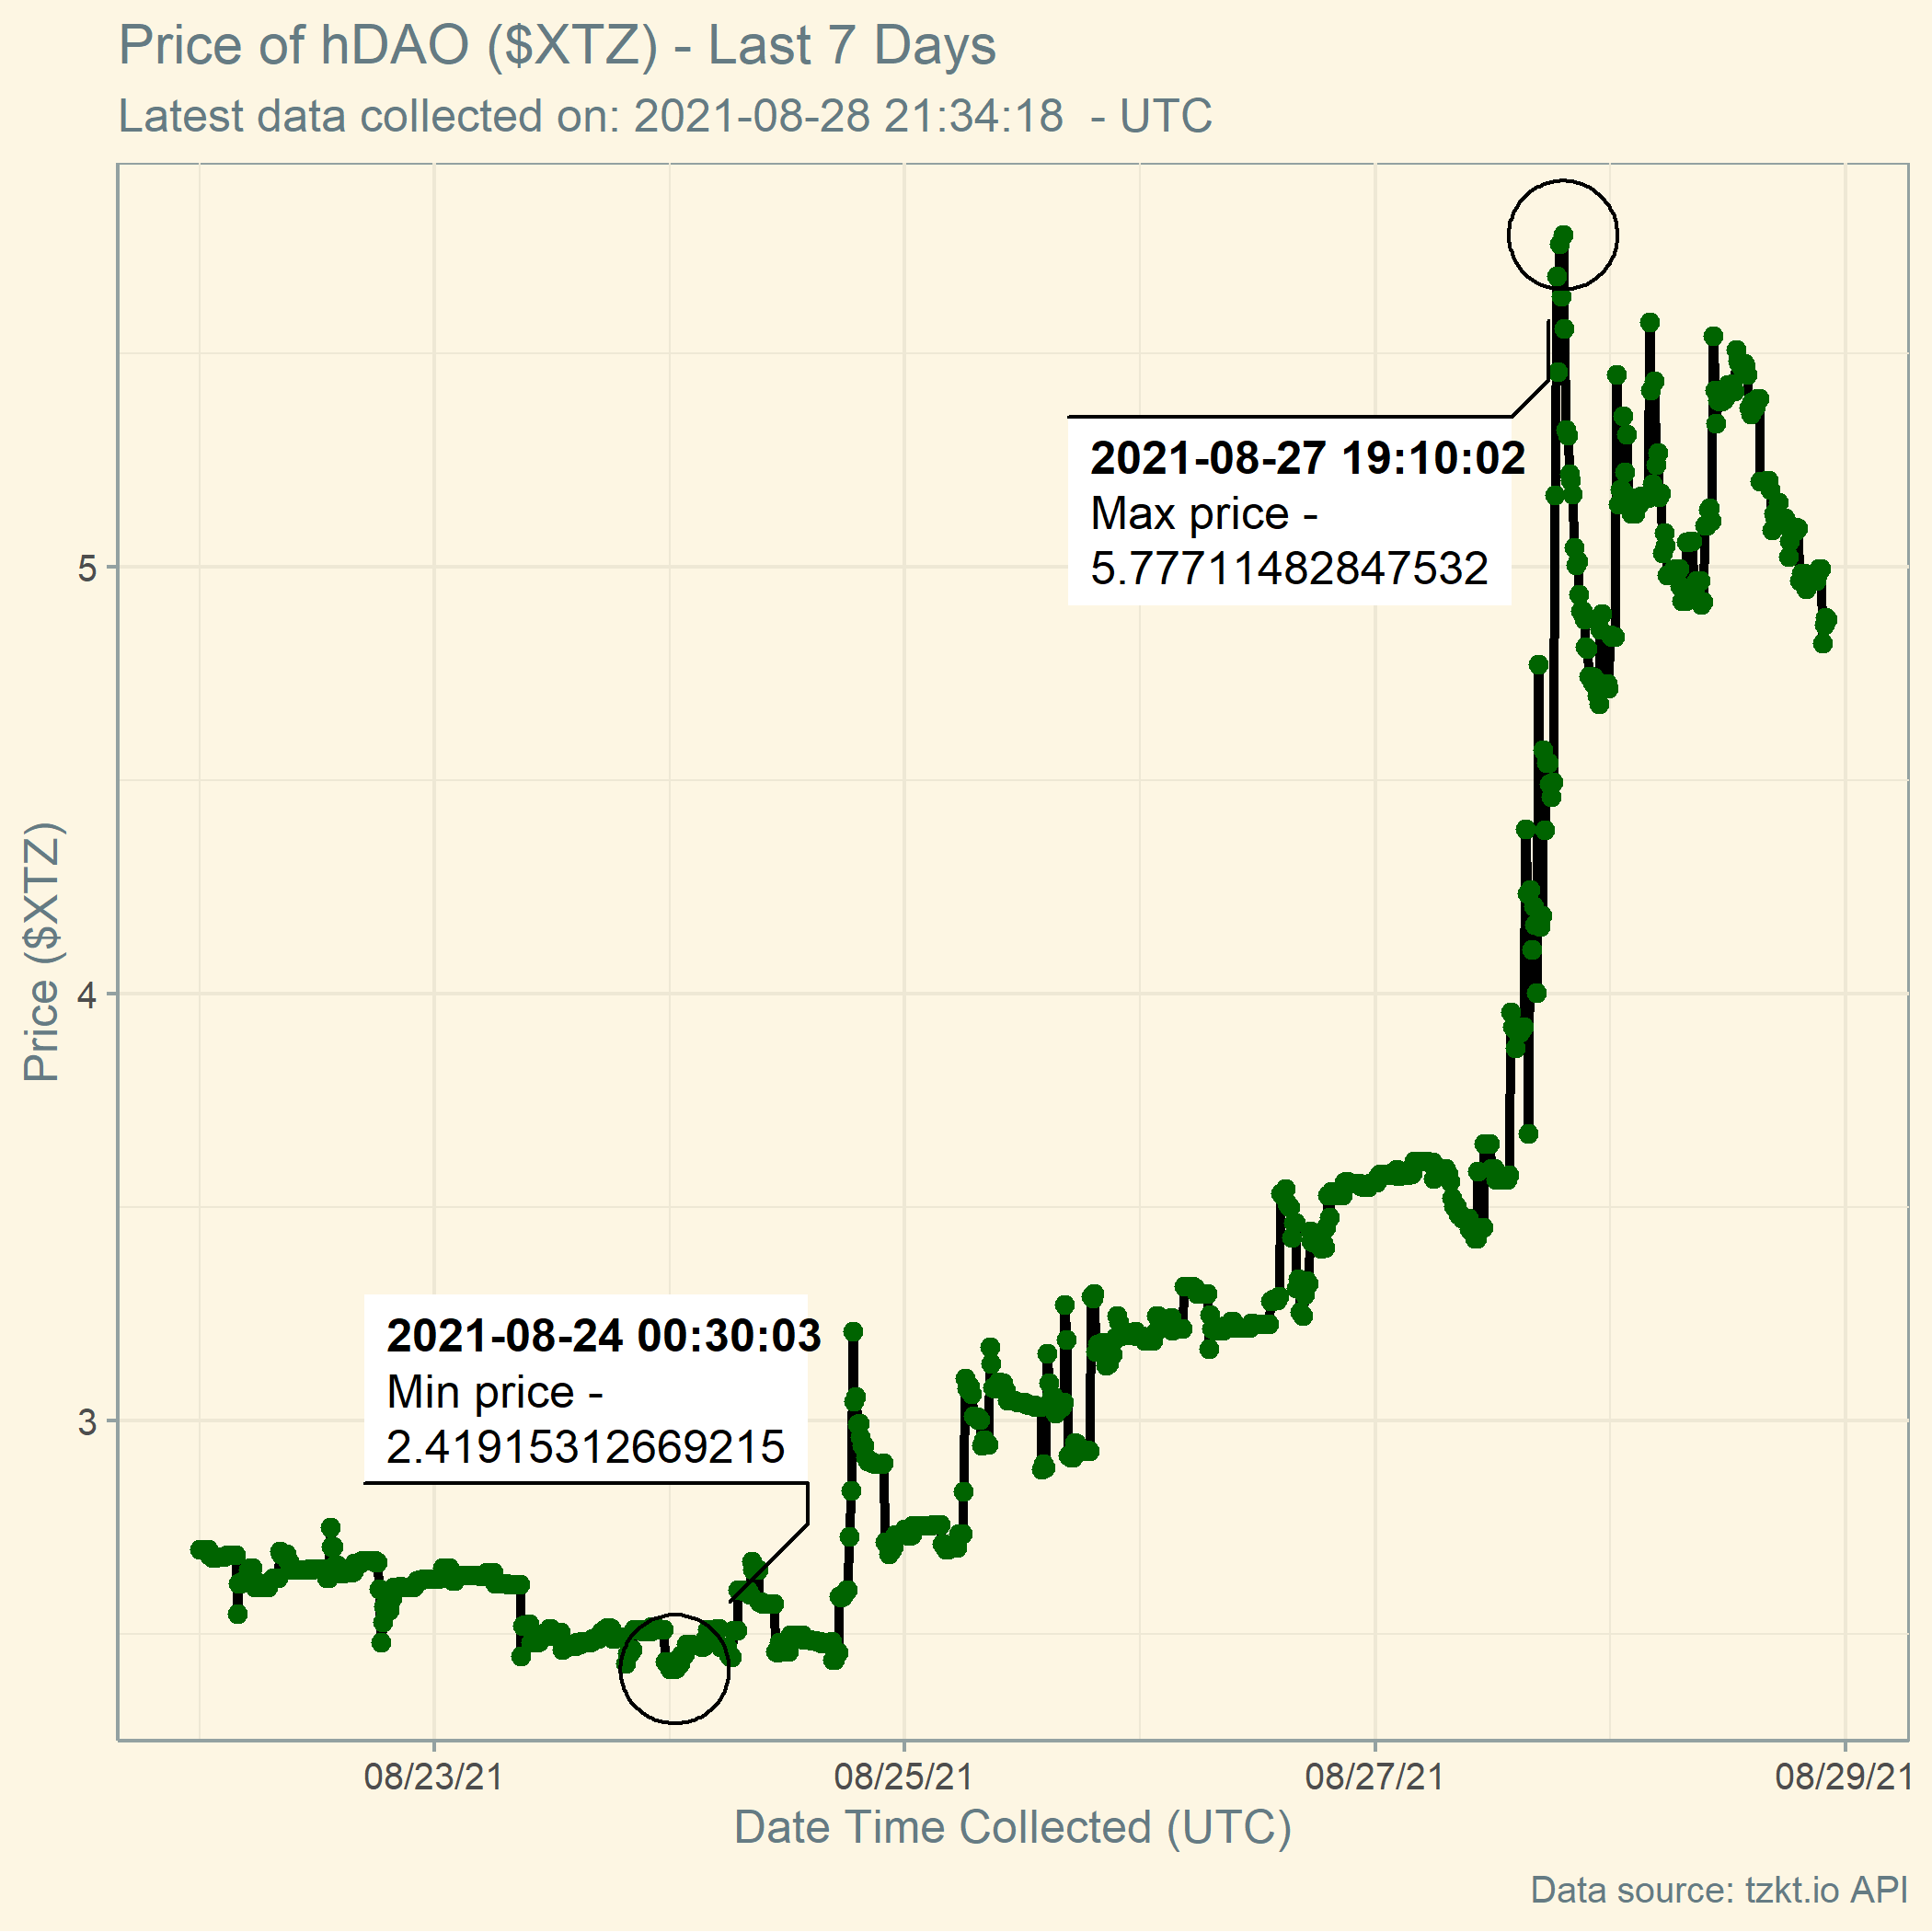 Price of hDAO ($XTZ) - Last 7 Days
Latest data collected on: 2021-08-28 21:34:18  - UTC
2021-08-27 19:10:02
Max price -
5.77711482847532
5
4
3
Price ($XTZ)
2021-08-24 00:30:03
Min price -
2.41915312669215
08/23/21
08/25/21
08/27/21
08/29/21
Date Time Collected (UTC)
Data source: tzkt.io API